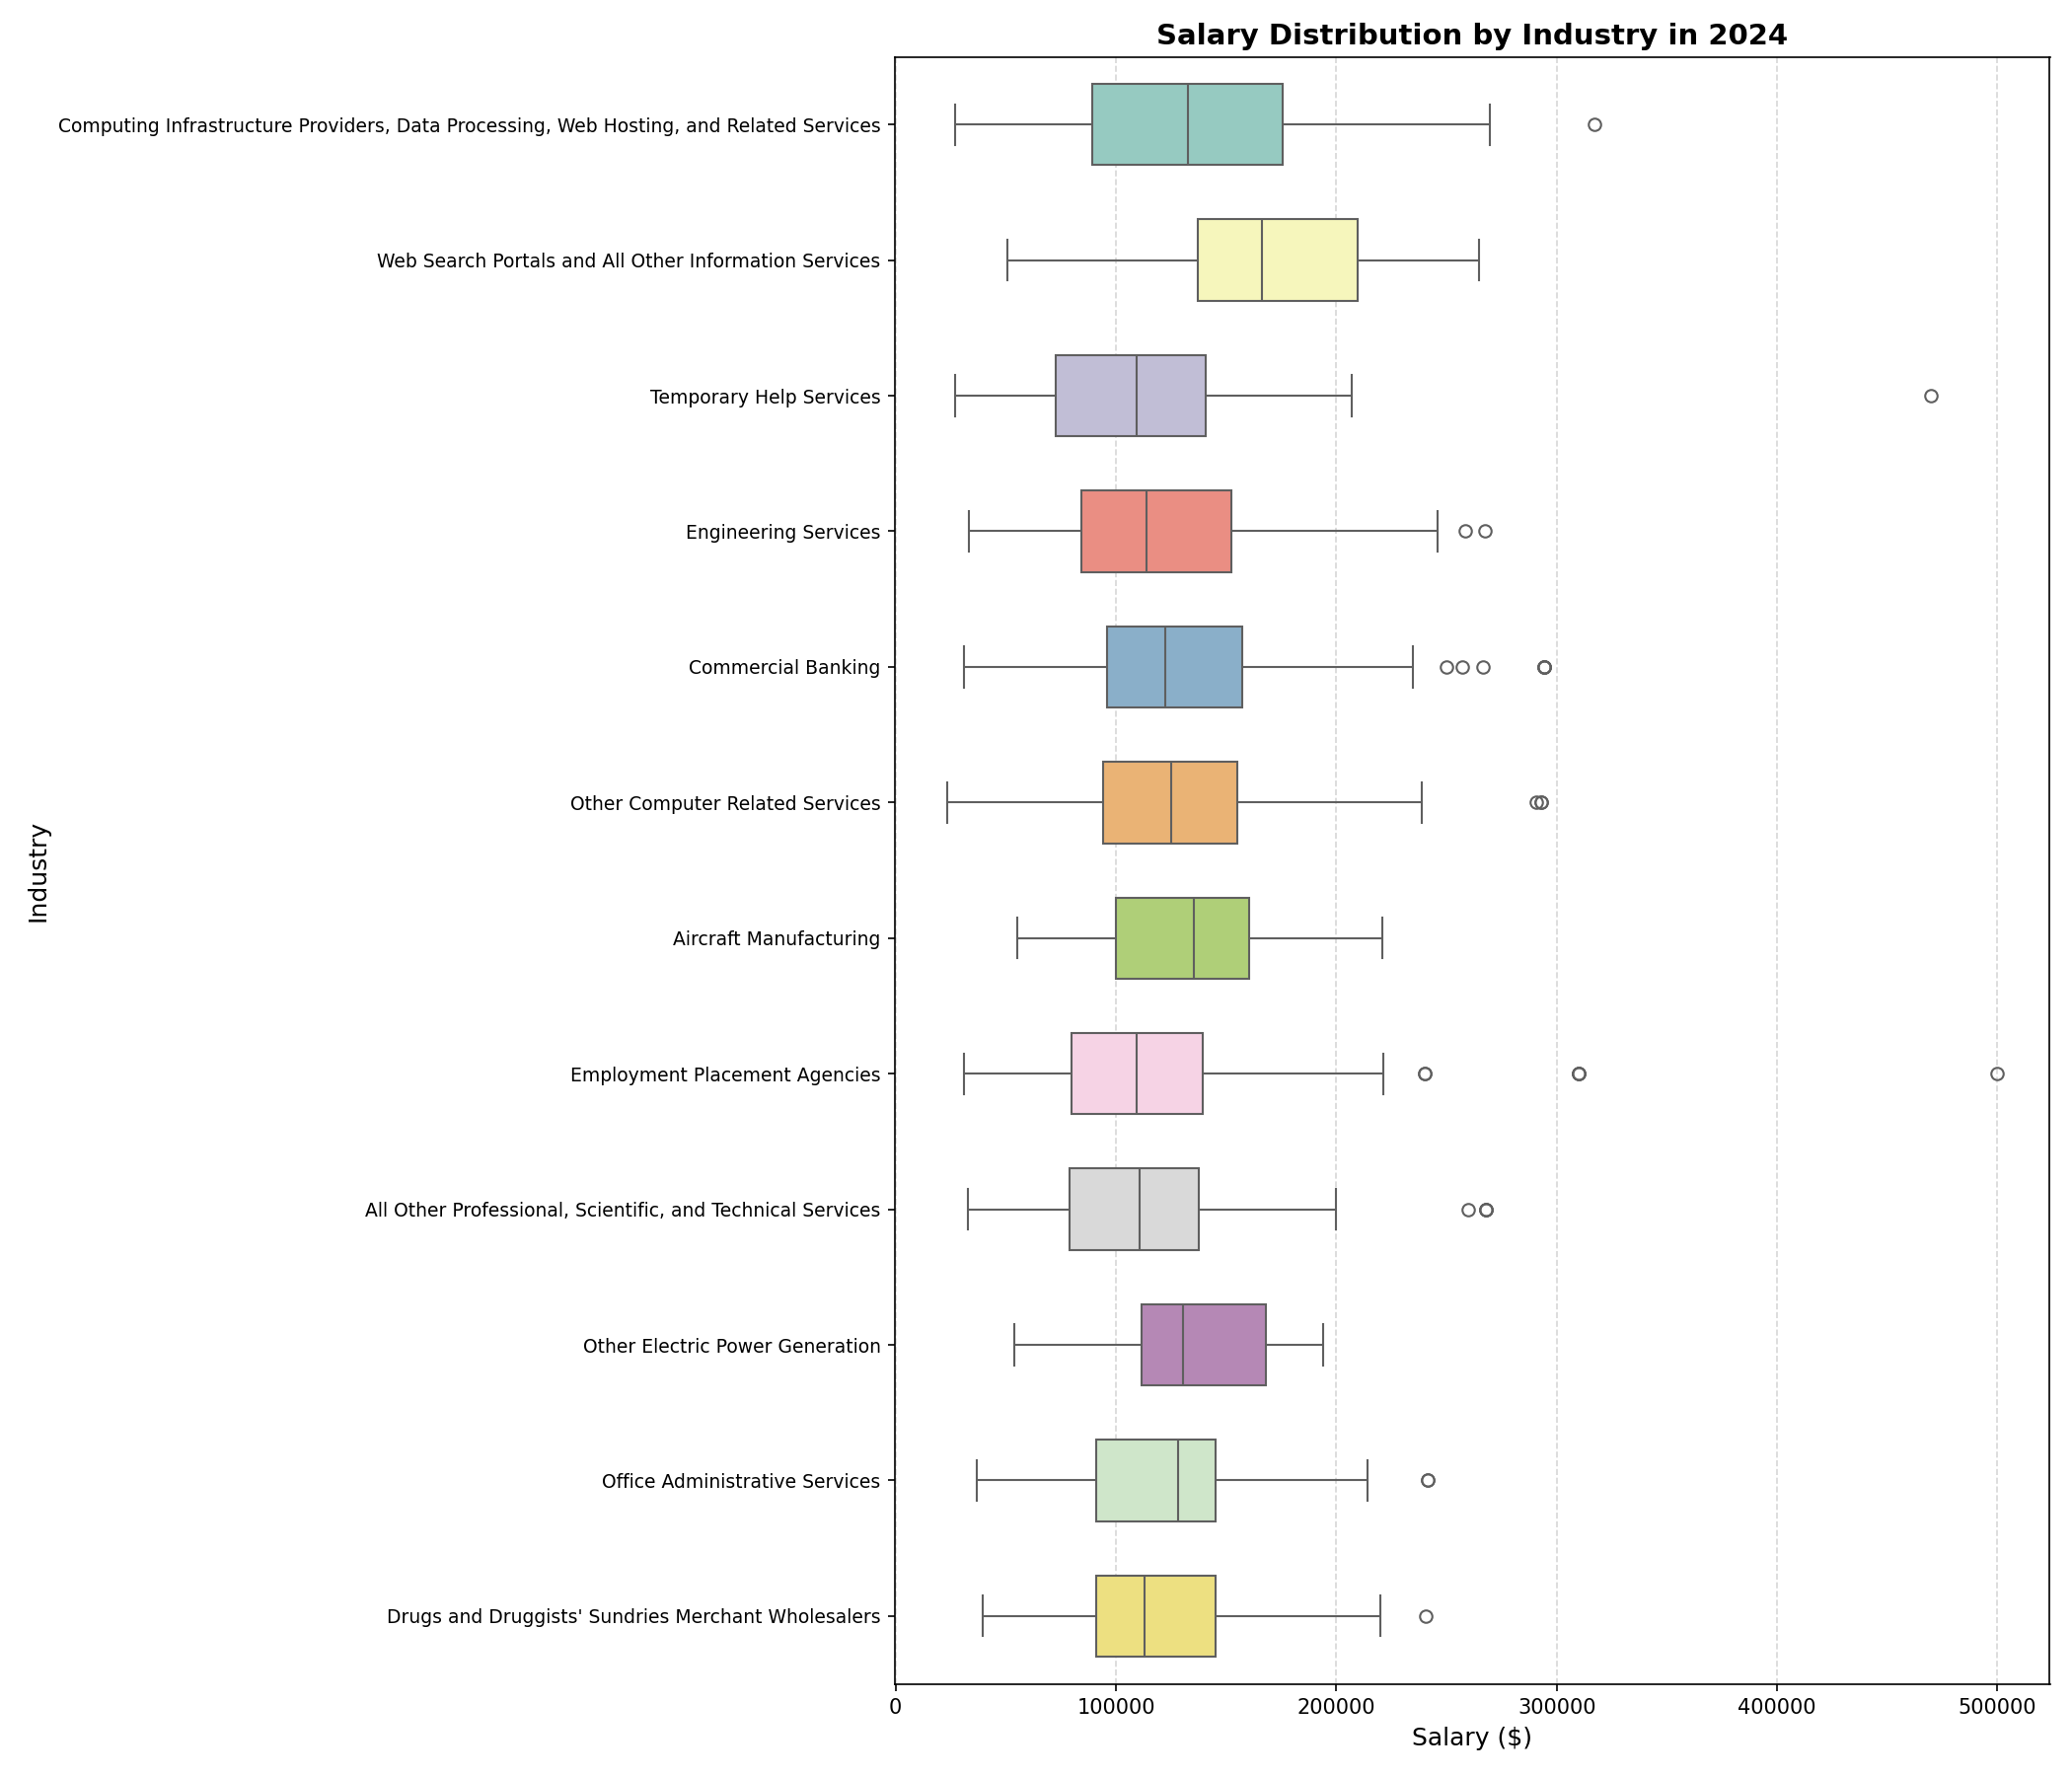 Salary Distribution by Industry in 2024
Computing Infrastructure Providers, Data Processing, Web Hosting, and Related Services
Web Search Portals and All Other Information Services
Temporary Help Services
Engineering Services
Commercial Banking
Other Computer Related Services
Aircraft Manufacturing
Employment Placement Agencies
All Other Professional, Scientific, and Technical Services
Other Electric Power Generation
Office Administrative Services
Drugs and Druggists' Sundries Merchant Wholesalers
Industry
0 100000 200000 300000 400000 500000
Salary ($)